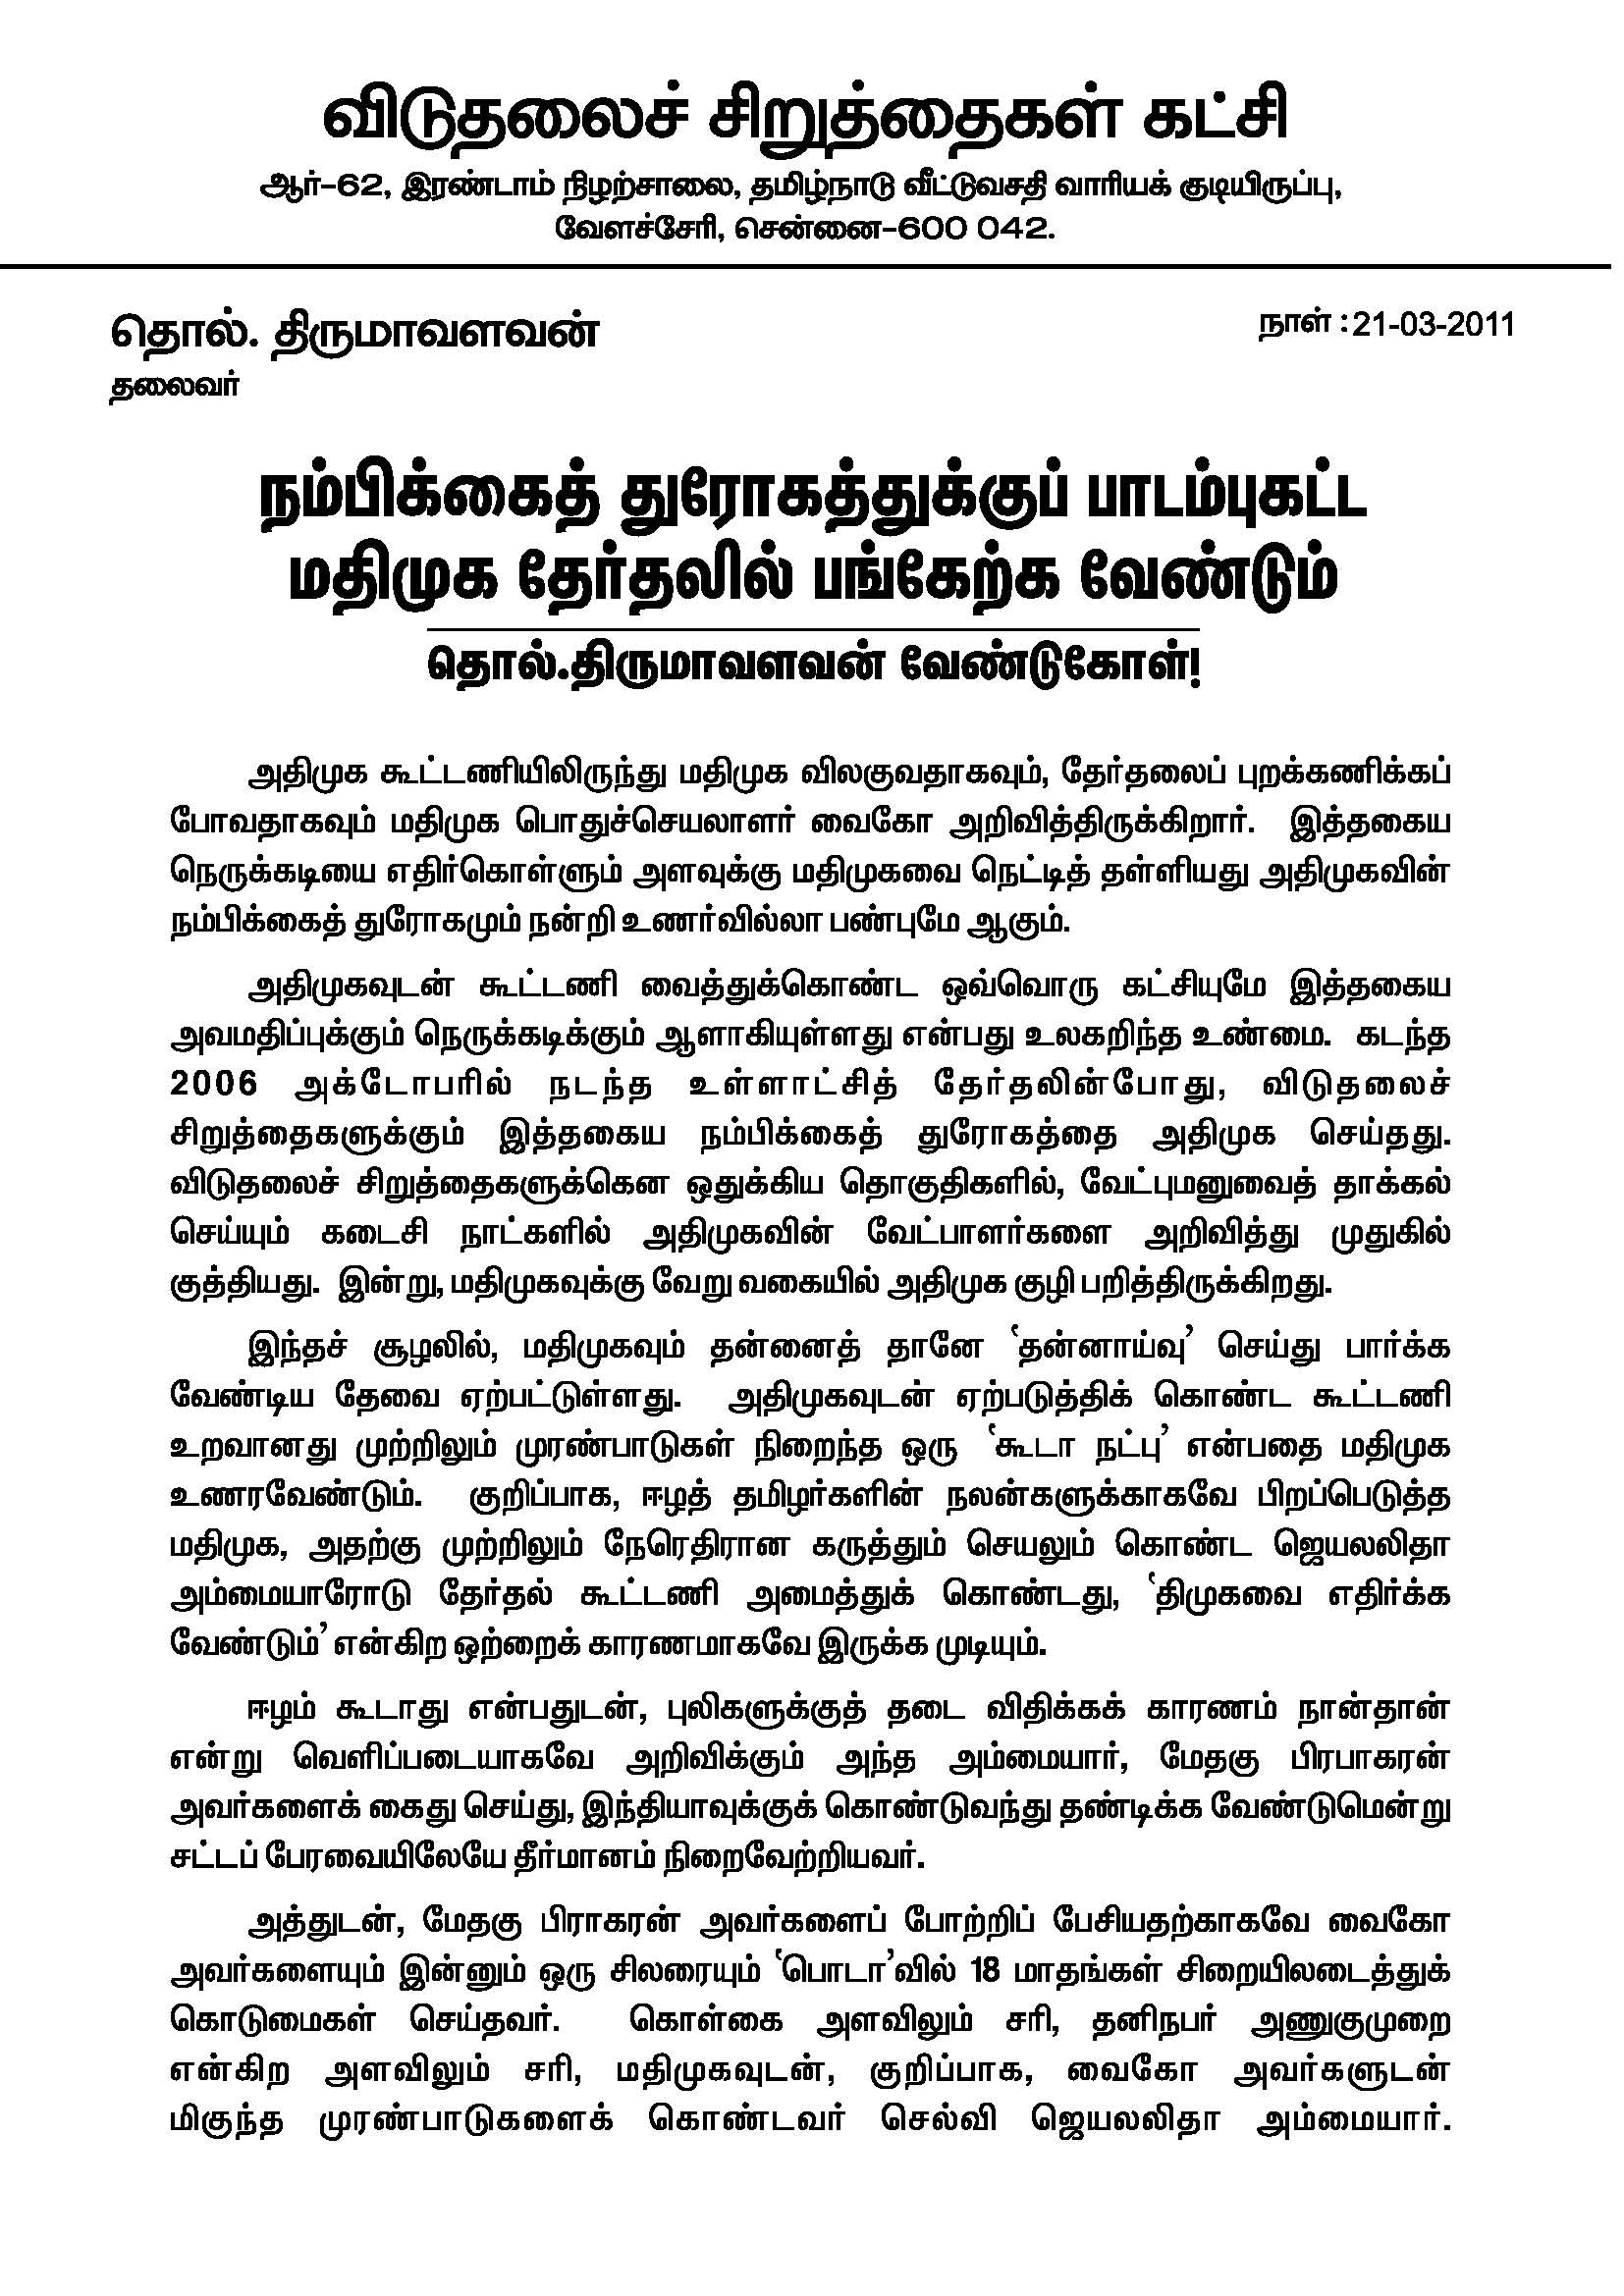 விடுதலைச் சிறுத்தைகள் கட்சி
ஆர்-62, இரண்டாம் நிழற்சாலை, தமிழ்நாடு வீட்டுவசதி வாரியக் குடியிருப்பு,
வேளச்சேரி, சென்னை-600 042.
தொல். திருமாவளவன்
நாள் : 21-03-2011
தலைவர்
நம்பிக்கைத் துரோகத்துக்குப் பாடம்புகட்ட
மதிமுக தேர்தலில் பங்கேற்க வேண்டும்
தொல்.திருமாவளவன் வேண்டுகோள்!
அதிமுக கூட்டணியிலிருந்து மதிமுக விலகுவதாகவும், தேர்தலைப் புறக்கணிக்கப்
போவதாகவும் மதிமுக பொதுச்செயலாளர் வைகோ அறிவித்திருக்கிறார். இத்தகைய
நெருக்கடியை எதிர்கொள்ளும் அளவுக்கு மதிமுகவை நெட்டித் தள்ளியது அதிமுகவின்
நம்பிக்கைத் துரோகமும் நன்றி உணர்வில்லா பண்புமே ஆகும்.
அதிமுகவுடன் கூட்டணி வைத்துக்கொண்ட ஒவ்வொரு கட்சியுமே இத்தகைய
அவமதிப்புக்கும் நெருக்கடிக்கும் ஆளாகியுள்ளது என்பது உலகறிந்த உண்மை. கடந்த
2006 அக்டோபரில் நடந்த உள்ளாட்சித் தேர்தலின்போது, விடுதலைச்
சிறுத்தைகளுக்கும் இத்தகைய நம்பிக்கைத் துரோகத்தை அதிமுக செய்தது.
விடுதலைச் சிறுத்தைகளுக்கென ஒதுக்கிய தொகுதிகளில், வேட்புமனுவைத் தாக்கல்
செய்யும் கடைசி நாட்களில் அதிமுகவின் வேட்பாளர்களை அறிவித்து முதுகில்
குத்தியது. இன்று, மதிமுகவுக்கு வேறு வகையில் அதிமுக குழி பறித்திருக்கிறது.
இந்தச் சூழலில், மதிமுகவும் தன்னைத் தானே ‘தன்னாய்வு’ செய்து பார்க்க
வேண்டிய தேவை ஏற்பட்டுள்ளது. அதிமுகவுடன் ஏற்படுத்திக் கொண்ட கூட்டணி
உறவானது முற்றிலும் முரண்பாடுகள் நிறைந்த ஒரு ‘கூடா நட்பு’ என்பதை மதிமுக
உணரவேண்டும். குறிப்பாக, ஈழத் தமிழர்களின் நலன்களுக்காகவே பிறப்பெடுத்த
மதிமுக, அதற்கு முற்றிலும் நேரெதிரான கருத்தும் செயலும் கொண்ட ஜெயலலிதா
அம்மையாரோடு தேர்தல் கூட்டணி அமைத்துக் கொண்டது, ‘திமுகவை எதிர்க்க
வேண்டும்’ என்கிற ஒற்றைக் காரணமாகவே இருக்க முடியும்.
ஈழம் கூடாது என்பதுடன், புலிகளுக்குத் தடை விதிக்கக் காரணம் நான்தான்
என்று வெளிப்படையாகவே அறிவிக்கும் அந்த அம்மையார், மேதகு பிரபாகரன்
அவர்களைக் கைது செய்து, இந்தியாவுக்குக் கொண்டுவந்து தண்டிக்க வேண்டுமென்று
சட்டப் பேரவையிலேயே தீர்மானம் நிறைவேற்றியவர்.
அத்துடன், மேதகு பிராகரன் அவர்களைப் போற்றிப் பேசியதற்காகவே வைகோ
அவர்களையும் இன்னும் ஒரு சிலரையும் ‘பொடா’வில் 18 மாதங்கள் சிறையிலடைத்துக்
கொடுமைகள் செய்தவர். கொள்கை அளவிலும் சரி, தனிநபர் அணுகுமுறை
என்கிற அளவிலும் சரி, மதிமுகவுடன், குறிப்பாக, வைகோ அவர்களுடன்
மிகுந்த முரண்பாடுகளைக் கொண்டவர் செல்வி ஜெயலலிதா அம்மையார்.